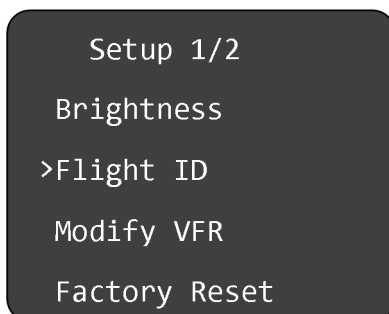 Setup 1/2
Brightness
>Flight ID
Modify VFR
Factory Reset